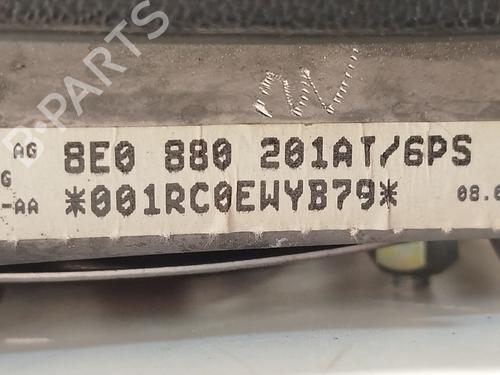 B-PARTS
AG 8E0 880 201AT/6PS
G
-AA *001RC0EWYB79* 08.0